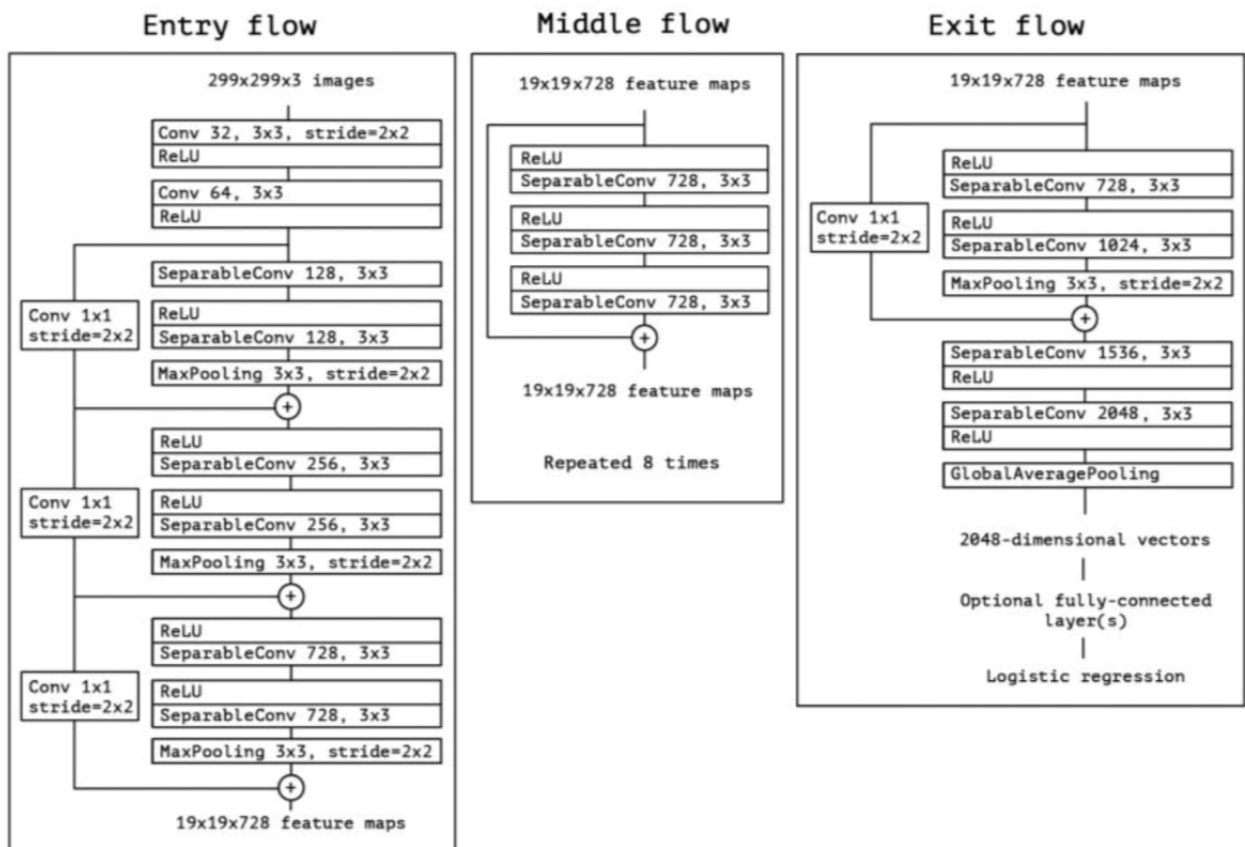 Entry flow
299x299x3 images
Conv 32, 3x3, stride=2x2
ReLU
Conv 64, 3x3
ReLU
SeparableConv 128, 3x3
Conv 1x1
stride=2x2
ReLU
SeparableConv 128, 3x3
MaxPooling 3x3, stride=2x2
+
ReLU
SeparableConv 256, 3x3
Conv 1x1
stride=2x2
ReLU
SeparableConv 256, 3x3
MaxPooling 3x3, stride=2x2
+
ReLU
SeparableConv 728, 3x3
Conv 1x1
stride=2x2
ReLU
SeparableConv 728, 3x3
MaxPooling 3x3, stride=2x2
+
19x19x728 feature maps
Middle flow
19x19x728 feature maps
ReLU
SeparableConv 728, 3x3
ReLU
SeparableConv 728, 3x3
ReLU
SeparableConv 728, 3x3
+
19x19x728 feature maps
Repeated 8 times
Exit flow
19x19x728 feature maps
ReLU
SeparableConv 728, 3x3
Conv 1x1
stride=2x2
ReLU
SeparableConv 1024, 3x3
MaxPooling 3x3, stride=2x2
+
SeparableConv 1536, 3x3
ReLU
SeparableConv 2048, 3x3
ReLU
GlobalAveragePooling
2048-dimensional vectors
Optional fully-connected
layer(s)
Logistic regression